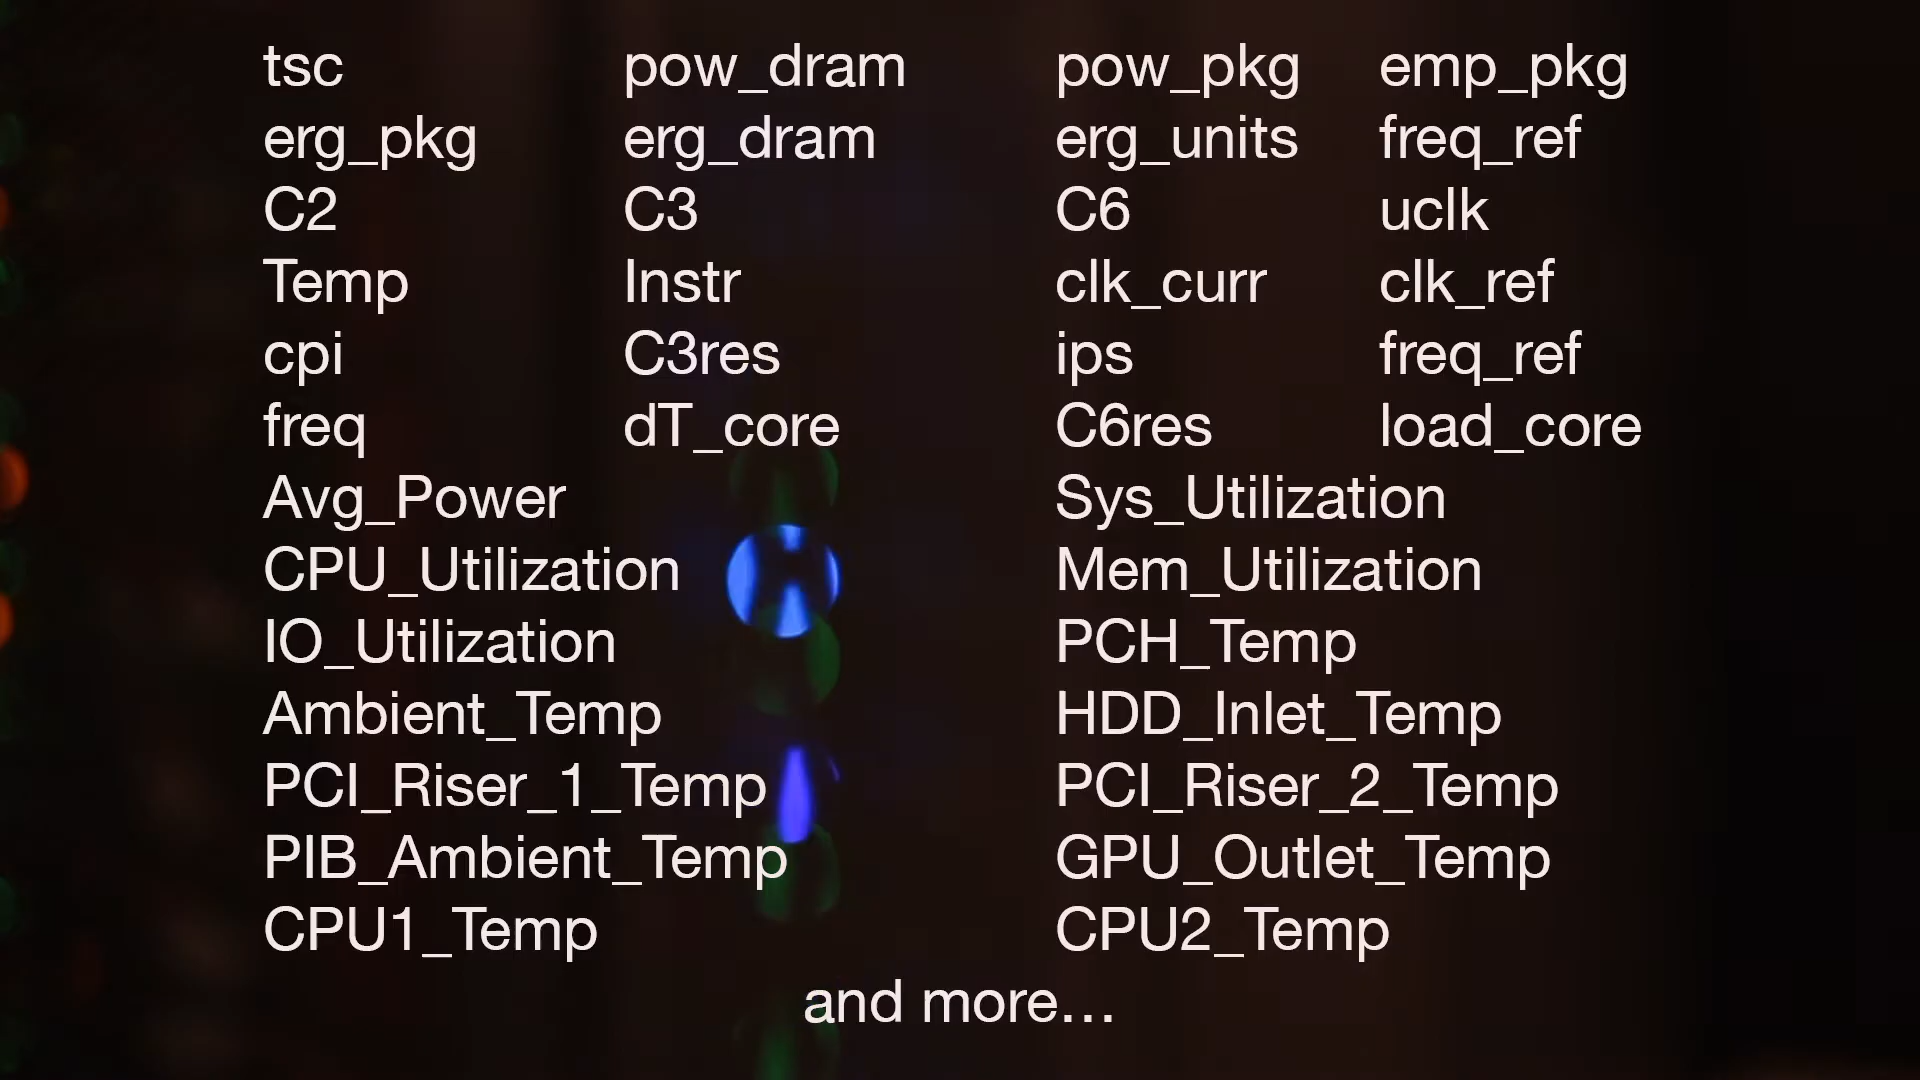 tsc pow_dram pow_pkg emp_pkg
erg_pkg erg_dram erg_units freq_ref
C2 C3 C6 uclk
Temp Instr clk_curr clk_ref
cpi C3res ips freq_ref
freq dT_core C6res load_core
Avg_Power Sys_Utilization
CPU_Utilization Mem_Utilization
IO_Utilization PCH_Temp
Ambient_Temp HDD_Inlet_Temp
PCI_Riser_1_Temp PCI_Riser_2_Temp
PIB_Ambient_Temp GPU_Outlet_Temp
CPU1_Temp CPU2_Temp
and more…